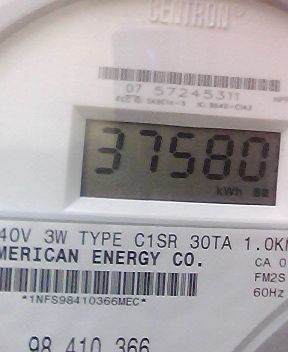 CENTRON®
07 57245311
37580
kWh
40V 3W TYPE C1SR 30TA 1.0K
MERICAN ENERGY CO.
CA 0
FM2S
60Hz
*1NFS98410366MEC*
98 410 366